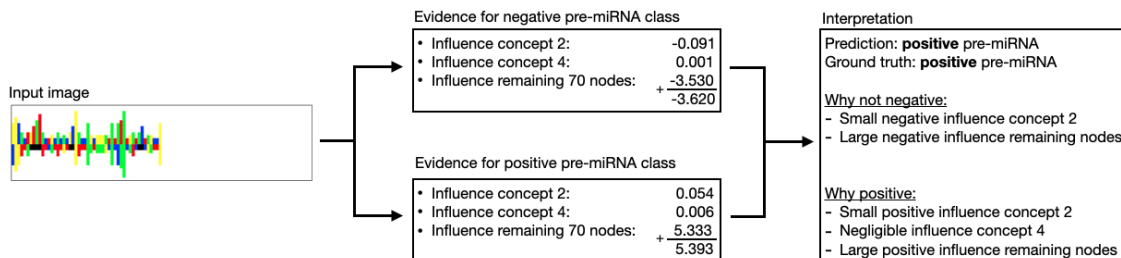 Input image
Evidence for negative pre-miRNA class
• Influence concept 2: -0.091
• Influence concept 4: 0.001
• Influence remaining 70 nodes: + -3.530
-3.620
Evidence for positive pre-miRNA class
• Influence concept 2: 0.054
• Influence concept 4: 0.006
• Influence remaining 70 nodes: + 5.333
5.393
Interpretation
Prediction: positive pre-miRNA
Ground truth: positive pre-miRNA
Why not negative:
- Small negative influence concept 2
- Large negative influence remaining nodes
Why positive:
- Small positive influence concept 2
- Negligible influence concept 4
- Large positive influence remaining nodes